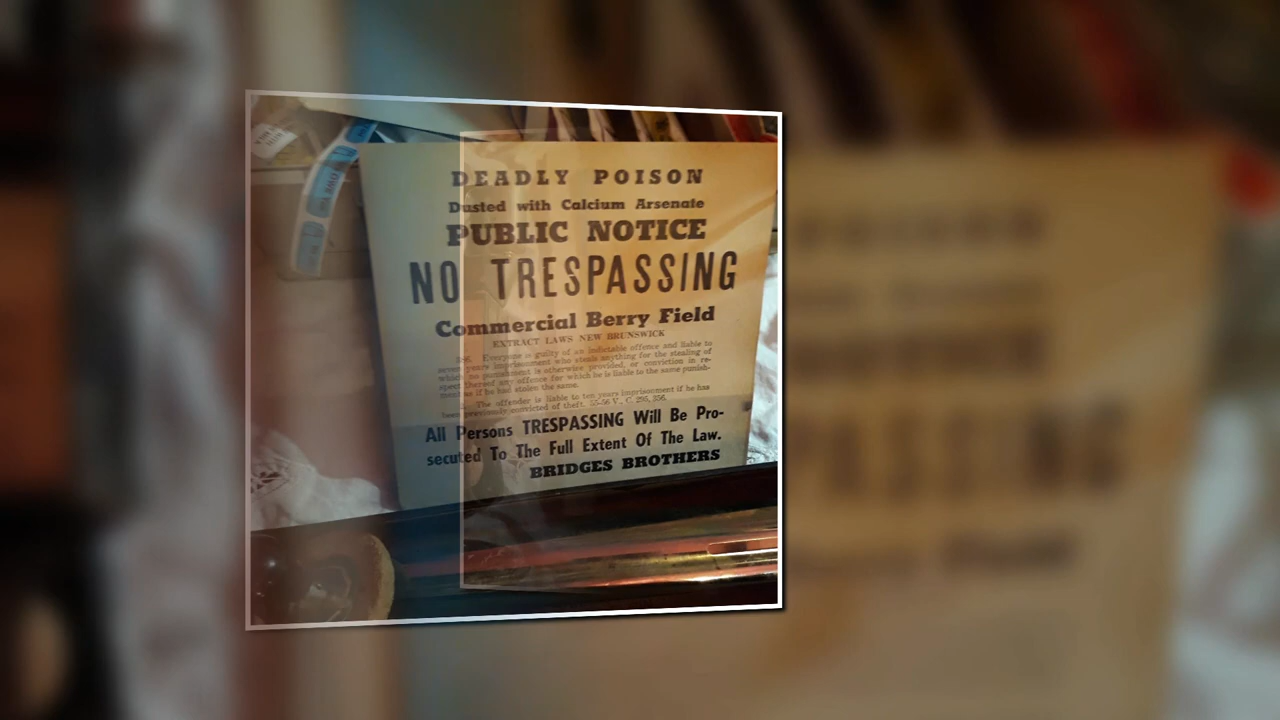 DEADLY POISON
Dusted with Calcium Arsenate
PUBLIC NOTICE
NO TRESPASSING
Commercial Berry Field
EXTRACT LAWS NEW BRUNSWICK
356. Everyone is guilty of an indictable offence and liable to
seven years imprisonment who steals anything for the stealing of
which no punishment is otherwise provided, or conviction in re-
spect thereof any offence for which he is liable to the same punish-
ment as if he had stolen the same.
The offender is liable to ten years imprisonment if he has
been previously convicted of theft. 55-56 V., C. 295, 356.
All Persons TRESPASSING Will Be Pro-
secuted To The Full Extent Of The Law.
BRIDGES BROTHERS